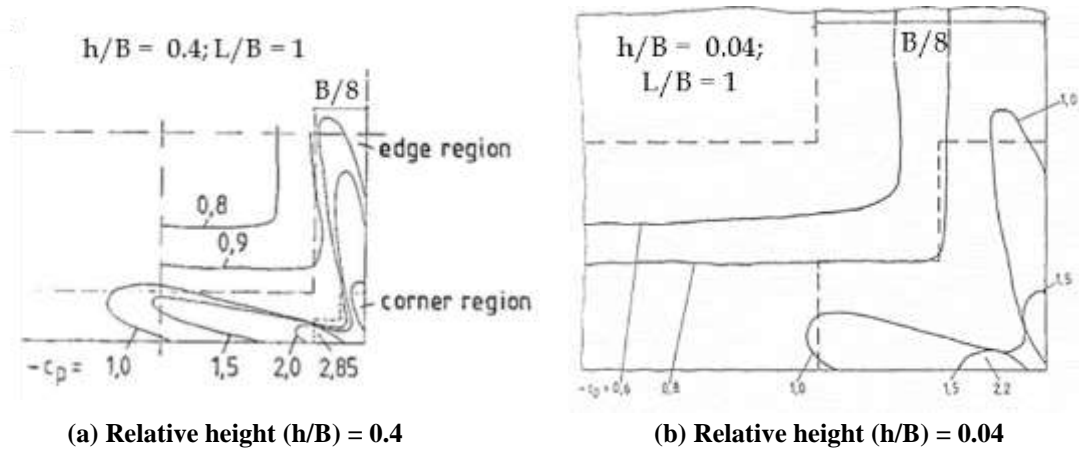 h/B = 0.4; L/B = 1
B/8
edge region
0,8
0,9
corner region
-cp= 1,0 1,5 2,0 2,85
(a) Relative height (h/B) = 0.4
h/B = 0.04;
L/B = 1
B/8
1,0
1,5
-cp = 0,6 0,8 1,0 1,5 2,2
(b) Relative height (h/B) = 0.04